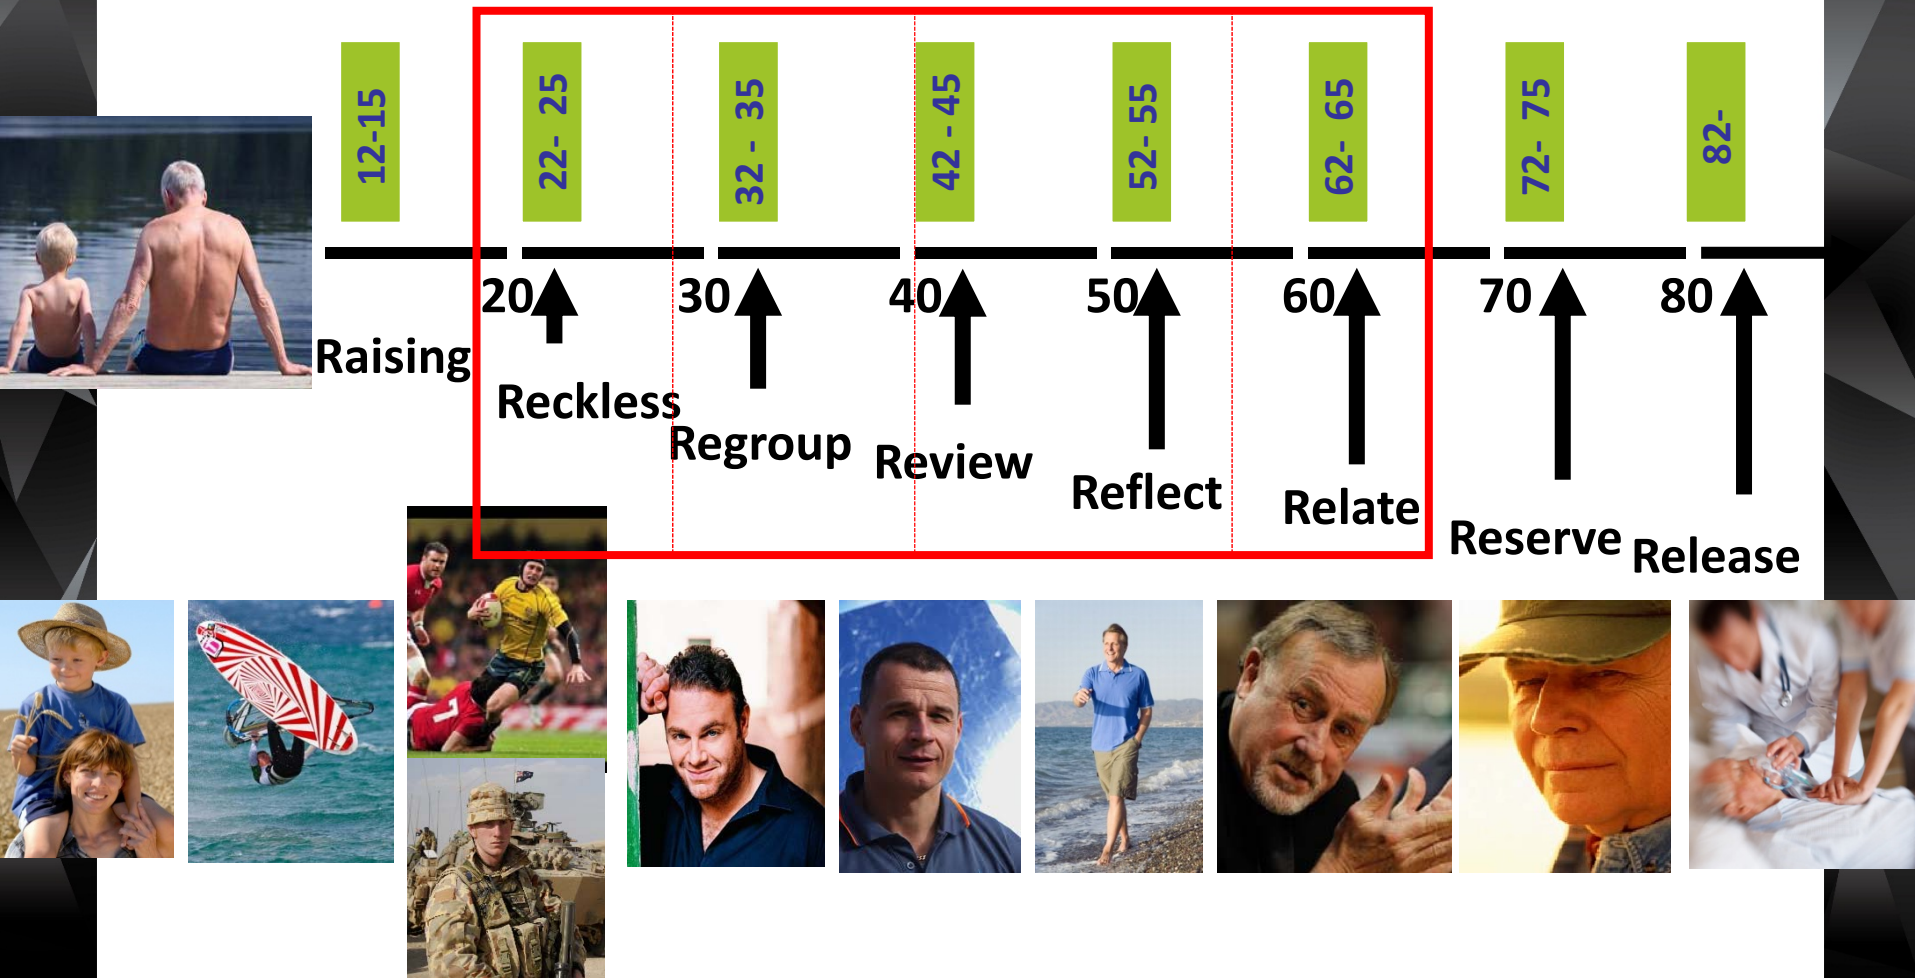 12-15
22- 25
32 - 35
42 - 45
52- 55
62- 65
72- 75
82-
20
30
40
50
60
70
80
Raising
Reckless
Regroup
Review
Reflect
Relate
Reserve
Release
7